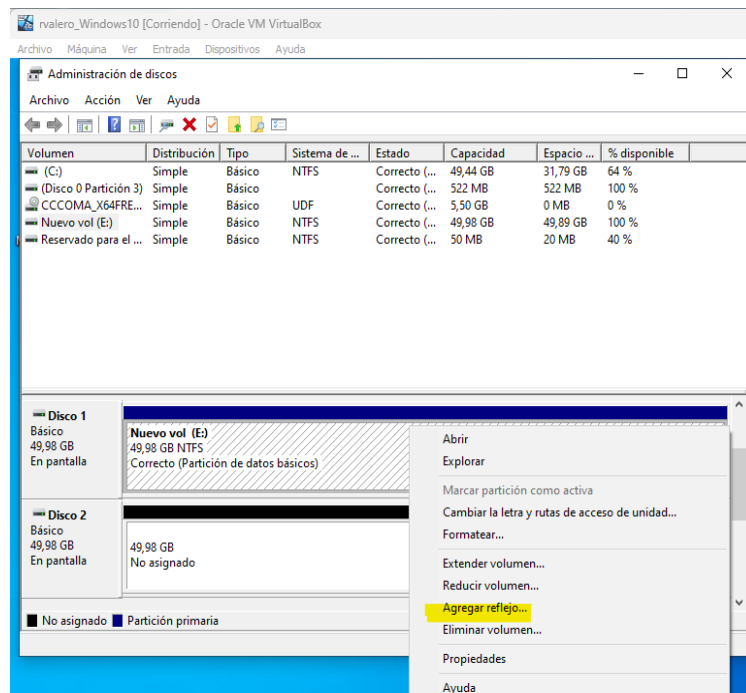 rvalero_Windows10 [Corriendo] - Oracle VM VirtualBox
Archivo Máquina Ver Entrada Dispositivos Ayuda
Administración de discos
Archivo Acción Ver Ayuda
Volumen Distribución Tipo Sistema de ... Estado Capacidad Espacio ... % disponible
(C:) Simple Básico NTFS Correcto (... 49,44 GB 31,79 GB 64 %
(Disco 0 Partición 3) Simple Básico Correcto (... 522 MB 522 MB 100 %
CCCOMA_X64FRE... Simple Básico UDF Correcto (... 5,50 GB 0 MB 0 %
Nuevo vol (E:) Simple Básico NTFS Correcto (... 49,98 GB 49,89 GB 100 %
Reservado para el ... Simple Básico NTFS Correcto (... 50 MB 20 MB 40 %
Disco 1
Básico
49,98 GB
En pantalla
Nuevo vol (E:)
49,98 GB NTFS
Correcto (Partición de datos básicos)
Disco 2
Básico
49,98 GB
En pantalla
49,98 GB
No asignado
No asignado Partición primaria
Abrir
Explorar
Marcar partición como activa
Cambiar la letra y rutas de acceso de unidad...
Formatear...
Extender volumen...
Reducir volumen...
Agregar reflejo...
Eliminar volumen...
Propiedades
Ayuda